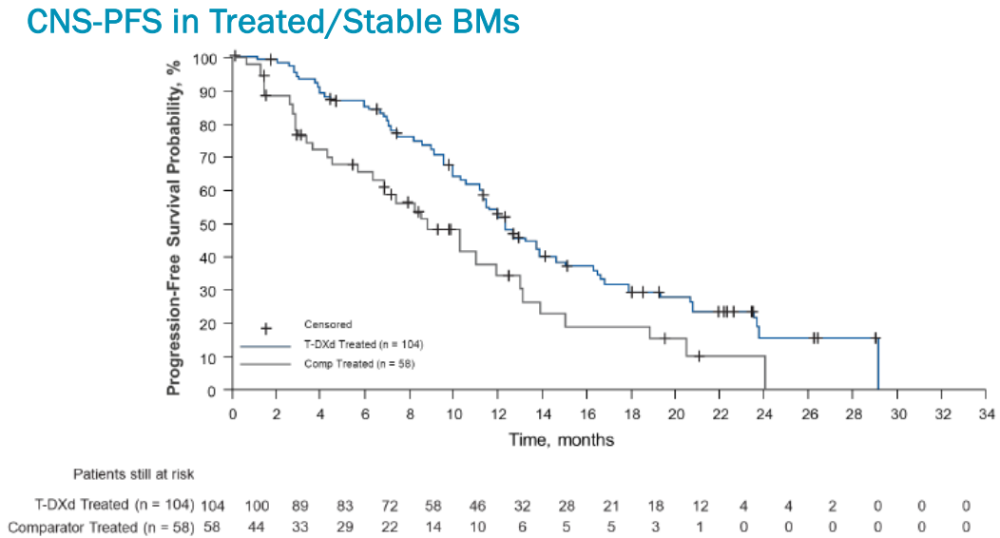 CNS-PFS in Treated/Stable BMs
Progression-Free Survival Probability, %
100
90
80
70
60
50
40
30
20
10
0
Censored
T-DXd Treated (n = 104)
Comp Treated (n = 58)
0 2 4 6 8 10 12 14 16 18 20 22 24 26 28 30 32 34
Time, months
Patients still at risk
T-DXd Treated (n = 104) 104 100 89 83 72 58 46 32 28 21 18 12 4 4 2 0 0 0
Comparator Treated (n = 58) 58 44 33 29 22 14 10 6 5 5 3 1 0 0 0 0 0 0